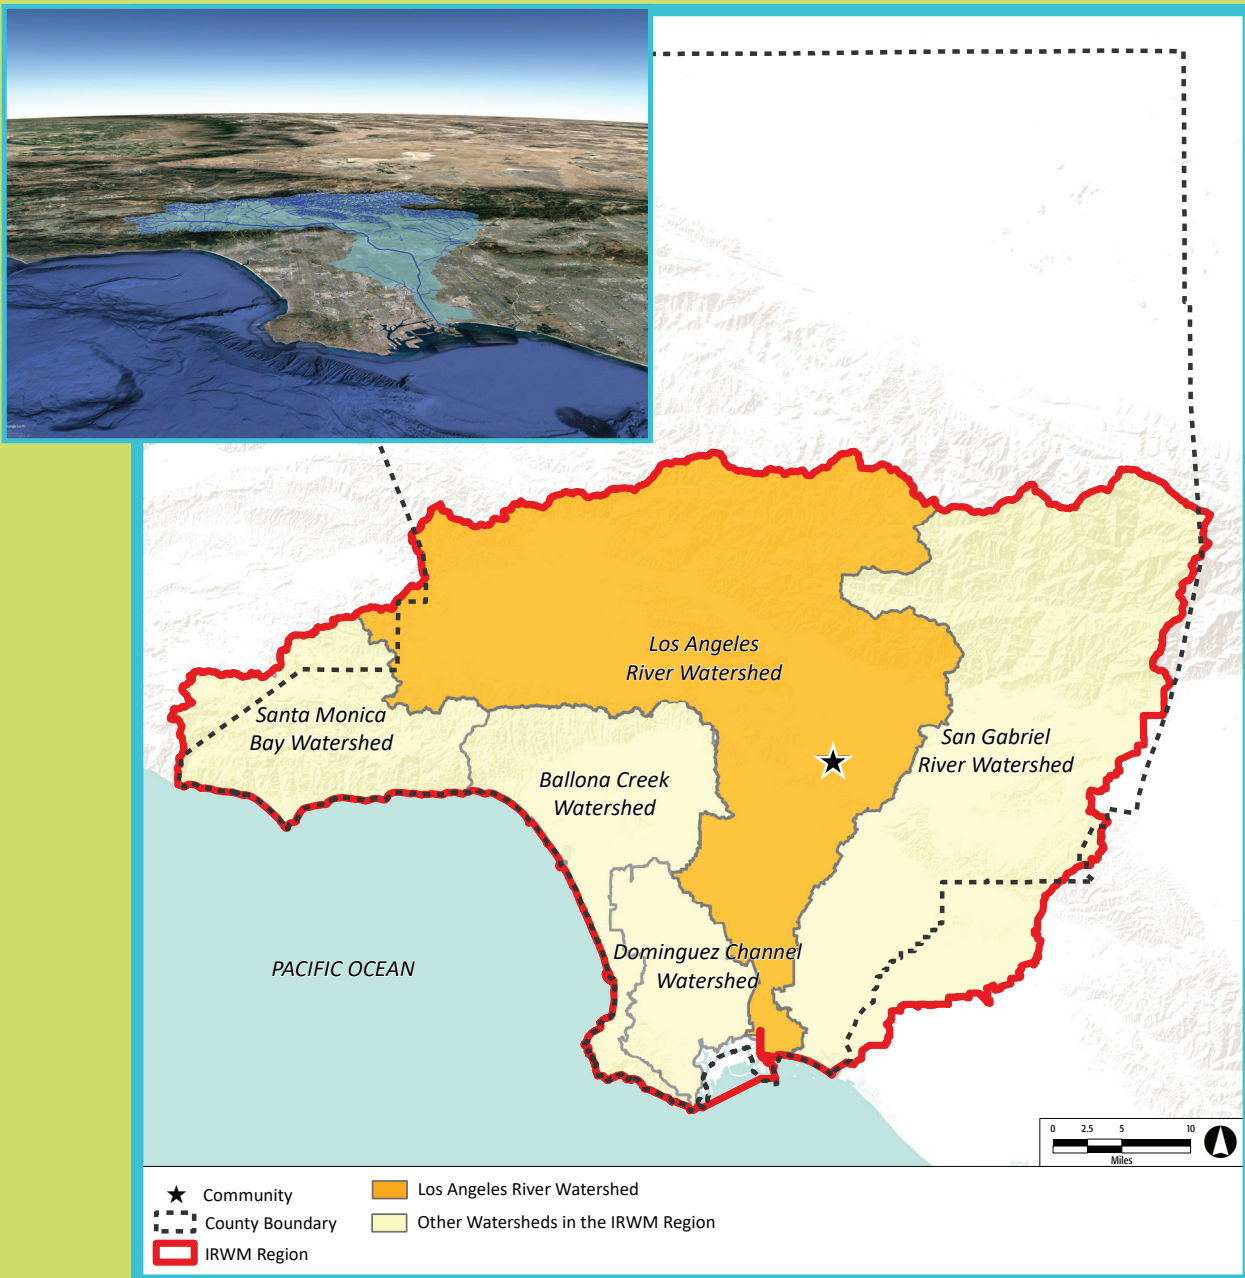 Los Angeles
River Watershed
Santa Monica
Bay Watershed
San Gabriel
River Watershed
Ballona Creek
Watershed
Dominguez Channel
Watershed
PACIFIC OCEAN
0 2.5 5 10
Miles
Community
County Boundary
IRWM Region
Los Angeles River Watershed
Other Watersheds in the IRWM Region